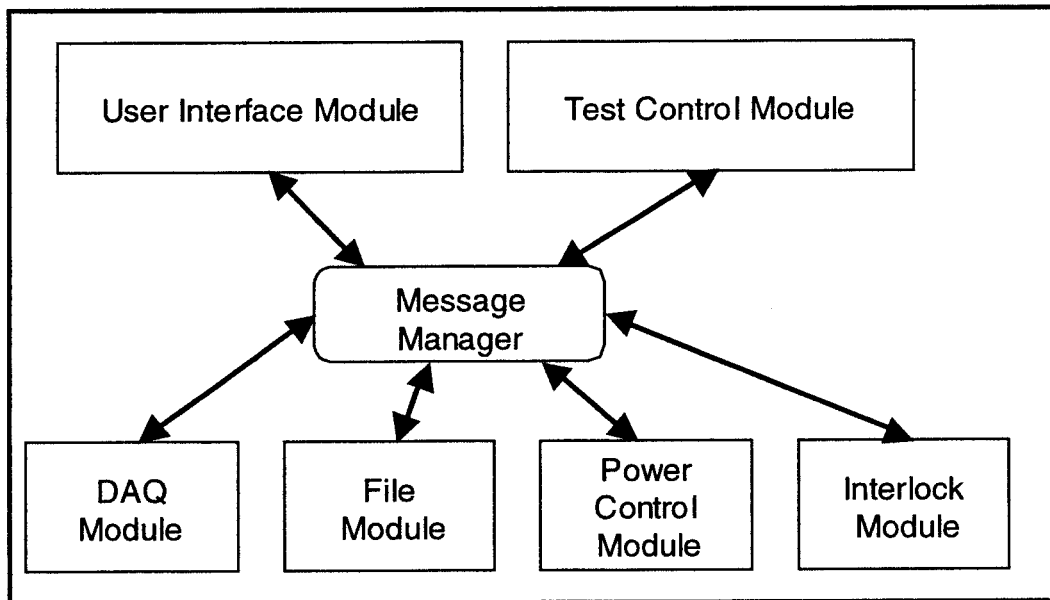 User Interface Module
Test Control Module
Message
Manager
DAQ
Module
File
Module
Power
Control
Module
Interlock
Module